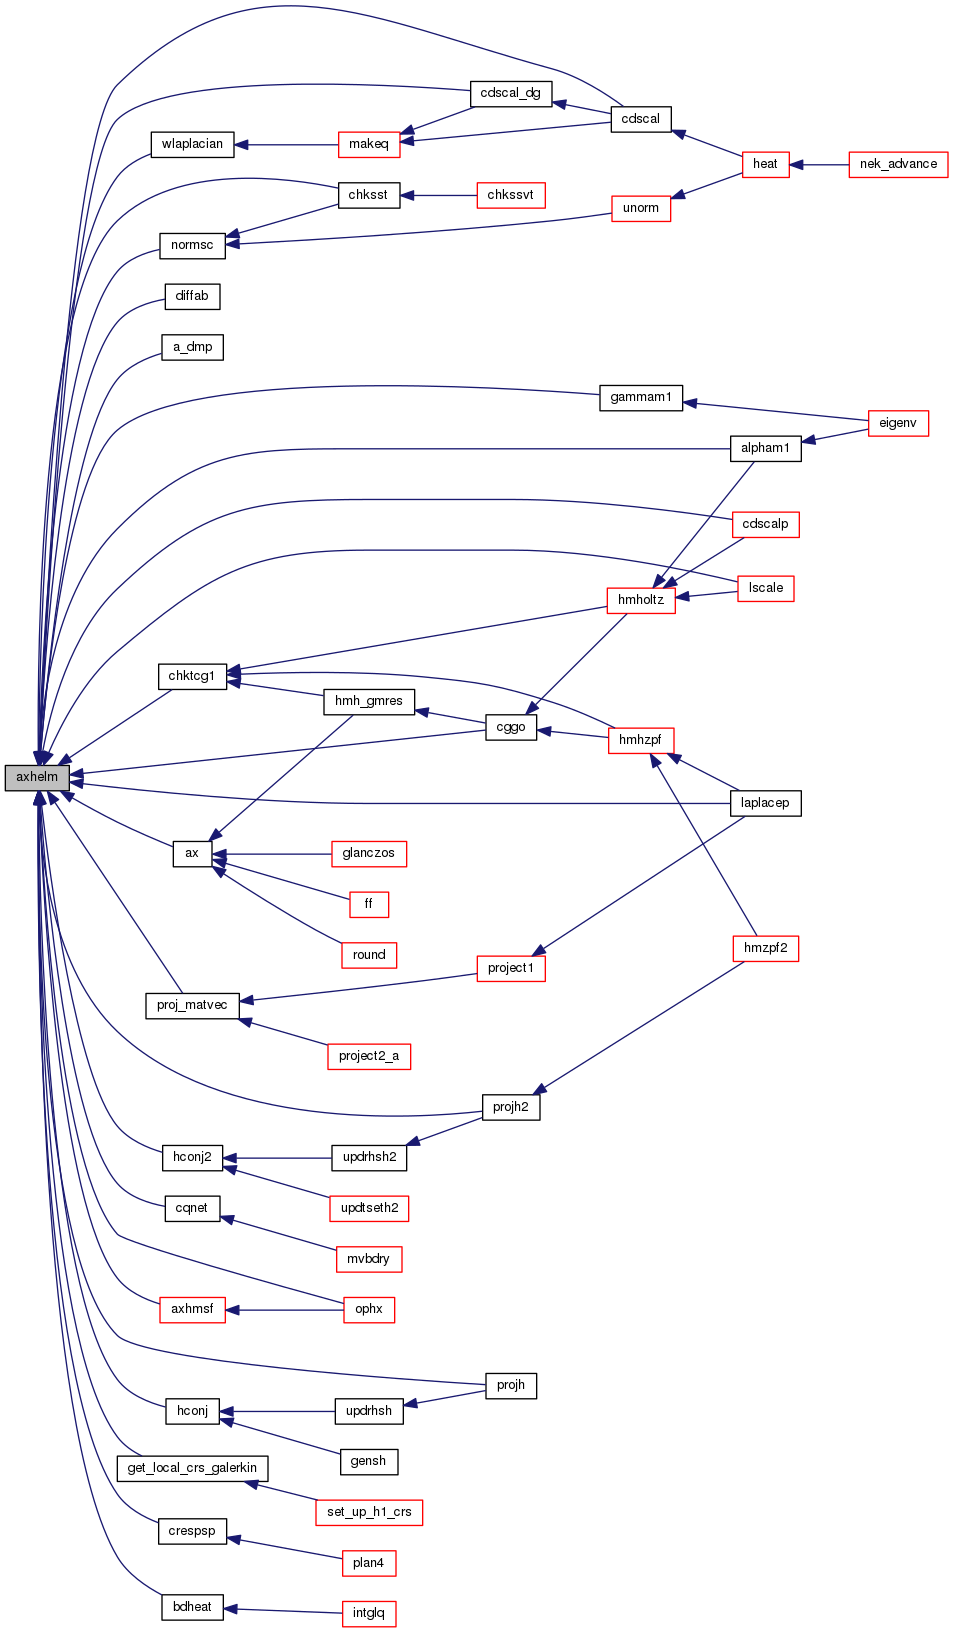 cdscal_dg
cdscal
wlaplacian
makeq
heat
nek_advance
chksst
chkssvt
unorm
normsc
diffab
a_dmp
gammam1
eigenv
alpham1
cdscalp
lscale
hmholtz
chktcg1
hmh_gmres
cggo
hmhzpf
axhelm
laplacep
ax
glanczos
ff
round
hmzpf2
project1
proj_matvec
project2_a
projh2
hconj2
updrhsh2
updtseth2
cqnet
mvbdry
axhmsf
ophx
projh
hconj
updrhsh
gensh
get_local_crs_galerkin
set_up_h1_crs
crespsp
plan4
bdheat
intglq